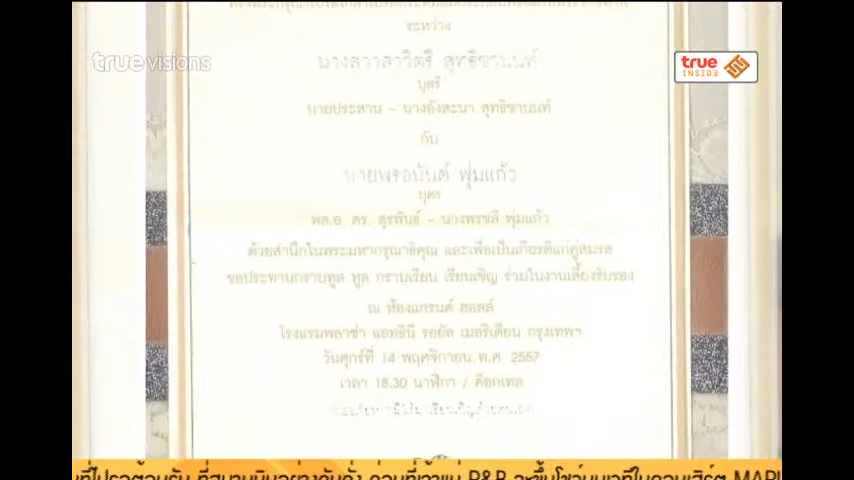 ระหว่าง
true visions
true
INSIDE
นางสาวสาวิตรี สุทธิชานนท์
บุตรี
นายประสาน - นางอังสะนา สุทธิชานนท์
กับ
นายพรอนันต์ พุ่มแก้ว
บุตร
พล.อ. ดร. สุรพันธ์ - นางพรชลี พุ่มแก้ว
ด้วยสำนึกในพระมหากรุณาธิคุณ และเพื่อเป็นเกียรติแก่คู่สมรส
ขอประทานกราบทูล ทูล กราบเรียน เรียนเชิญ ร่วมในงานเลี้ยงรับรอง
ณ ห้องแกรนด์ ฮอลล์
โรงแรมพลาซ่า แอทธินี รอยัล เมอริเดียน กรุงเทพฯ
วันศุกร์ที่ 14 พฤศจิกายน พ.ศ 2557
เวลา 18.30 นาฬิกา / ค็อกเทล